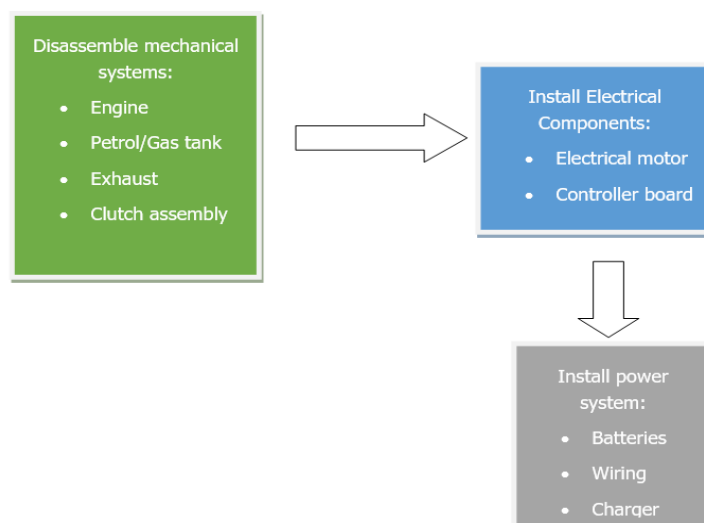 Disassemble mechanical
systems:
• Engine
• Petrol/Gas tank
• Exhaust
• Clutch assembly
Install Electrical
Components:
• Electrical motor
• Controller board
Install power
system:
• Batteries
• Wiring
• Charger